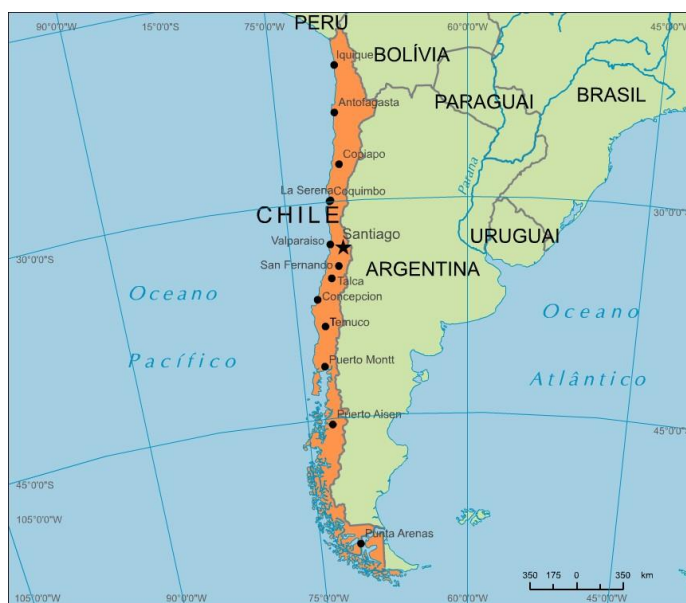 90°0'0"W
15°0'0"S
75°0'0"W
PERU
60°0'0"W
45°0'0"W
Iquique
BOLÍVIA
Antofagasta
PARAGUAI
BRASIL
Copiapo
Paraná
La Serena
Coquimbo
CHILE
30°0'0"S
Valparaiso
Santiago
URUGUAI
30°0'0"S
San Fernando
ARGENTINA
Talca
Oceano
Concepcion
Oceano
Temuco
Pacífico
Puerto Montt
Atlântico
Puerto Aisen
45°0'0"S
45°0'0"S
105°0'0"W
Punta Arenas
350 175 0 350 km
105°0'0"W
90°0'0"W
75°0'0"W
60°0'0"W
45°0'0"W